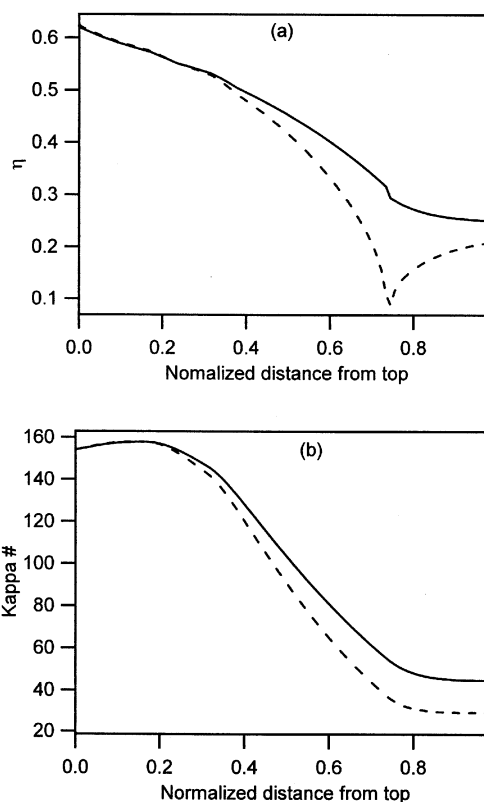 (a)
0.6
0.5
0.4
0.3
0.2
0.1
η
0.0 0.2 0.4 0.6 0.8
Nomalized distance from top
(b)
160
140
120
100
80
60
40
20
Kappa #
0.0 0.2 0.4 0.6 0.8
Normalized distance from top